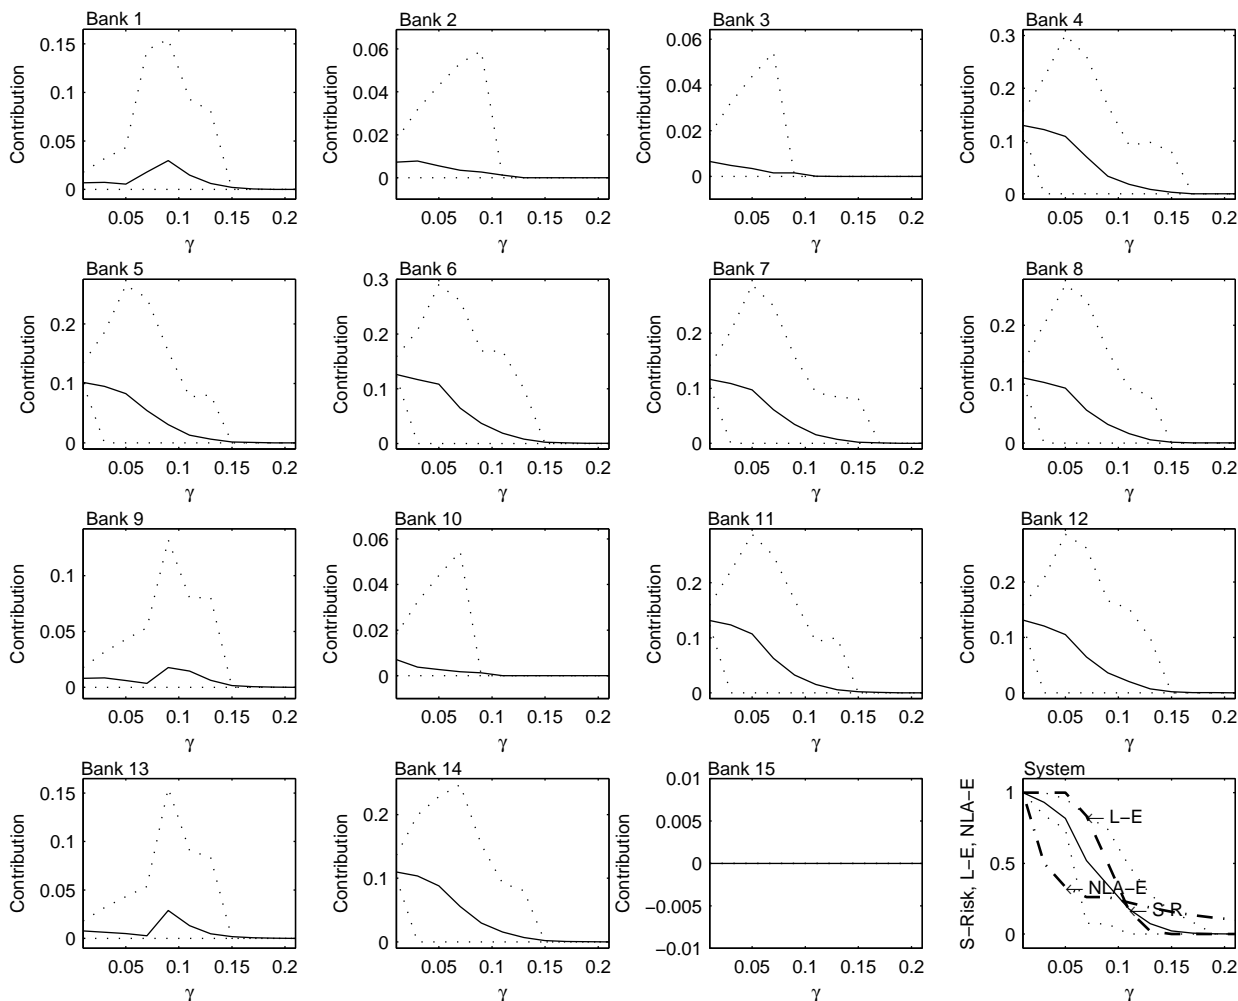 Bank 1
Contribution
0.15
0.1
0.05
0
0.05 0.1 0.15 0.2
γ
Bank 2
Contribution
0.06
0.04
0.02
0
0.05 0.1 0.15 0.2
γ
Bank 3
Contribution
0.06
0.04
0.02
0
0.05 0.1 0.15 0.2
γ
Bank 4
Contribution
0.3
0.2
0.1
0
0.05 0.1 0.15 0.2
γ
Bank 5
Contribution
0.2
0.1
0
0.05 0.1 0.15 0.2
γ
Bank 6
Contribution
0.3
0.2
0.1
0
0.05 0.1 0.15 0.2
γ
Bank 7
Contribution
0.2
0.1
0
0.05 0.1 0.15 0.2
γ
Bank 8
Contribution
0.2
0.1
0
0.05 0.1 0.15 0.2
γ
Bank 9
Contribution
0.1
0.05
0
0.05 0.1 0.15 0.2
γ
Bank 10
Contribution
0.06
0.04
0.02
0
0.05 0.1 0.15 0.2
γ
Bank 11
Contribution
0.2
0.1
0
0.05 0.1 0.15 0.2
γ
Bank 12
Contribution
0.2
0.1
0
0.05 0.1 0.15 0.2
γ
Bank 13
Contribution
0.15
0.1
0.05
0
0.05 0.1 0.15 0.2
γ
Bank 14
Contribution
0.2
0.1
0
0.05 0.1 0.15 0.2
γ
Bank 15
Contribution
0.01
0.005
0
−0.005
−0.01
0.05 0.1 0.15 0.2
γ
System
S−Risk, L−E, NLA−E
1
0.5
0
← L−E
← NLA−E
← S−R
0.05 0.1 0.15 0.2
γ